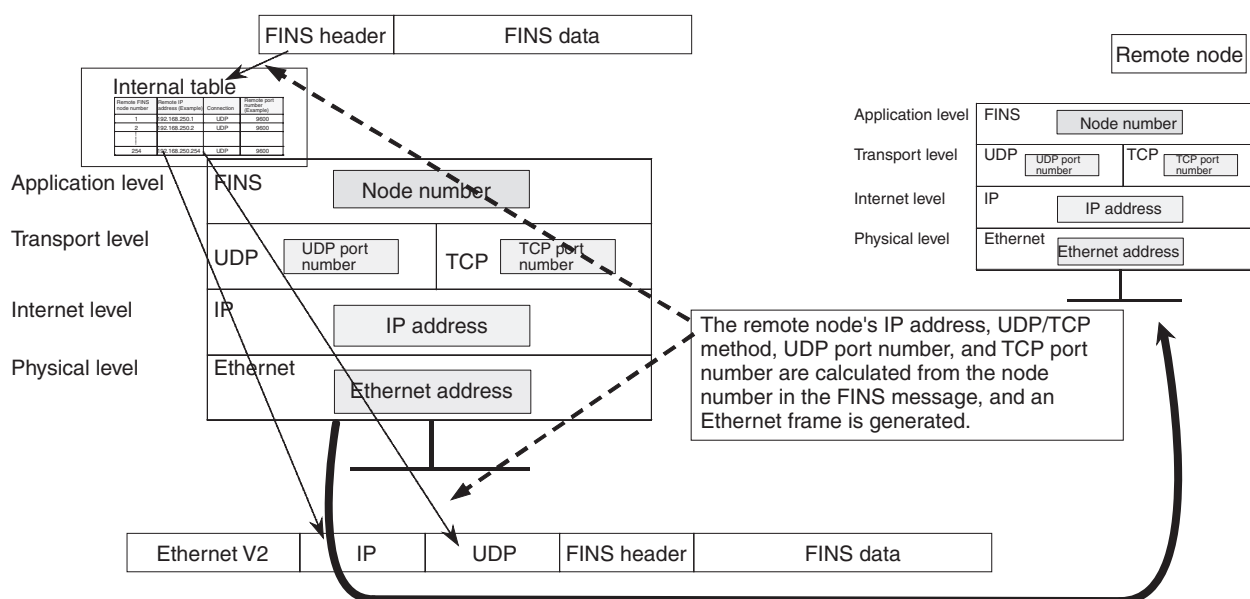 FINS header FINS data
Remote node
Internal table
Remote FINS node number Remote IP address (Example) Connection Remote port number (Example)
1 192.168.250.1 UDP 9600
2 192.168.250.2 UDP 9600
254 192.168.250.254 UDP 9600
Application level FINS Node number
Transport level UDP UDP port number TCP TCP port number
Internet level IP IP address
Physical level Ethernet Ethernet address
Application level FINS Node number
Transport level UDP UDP port number TCP TCP port number
Internet level IP IP address
Physical level Ethernet Ethernet address
The remote node's IP address, UDP/TCP
method, UDP port number, and TCP port
number are calculated from the node
number in the FINS message, and an
Ethernet frame is generated.
Ethernet V2 IP UDP FINS header FINS data